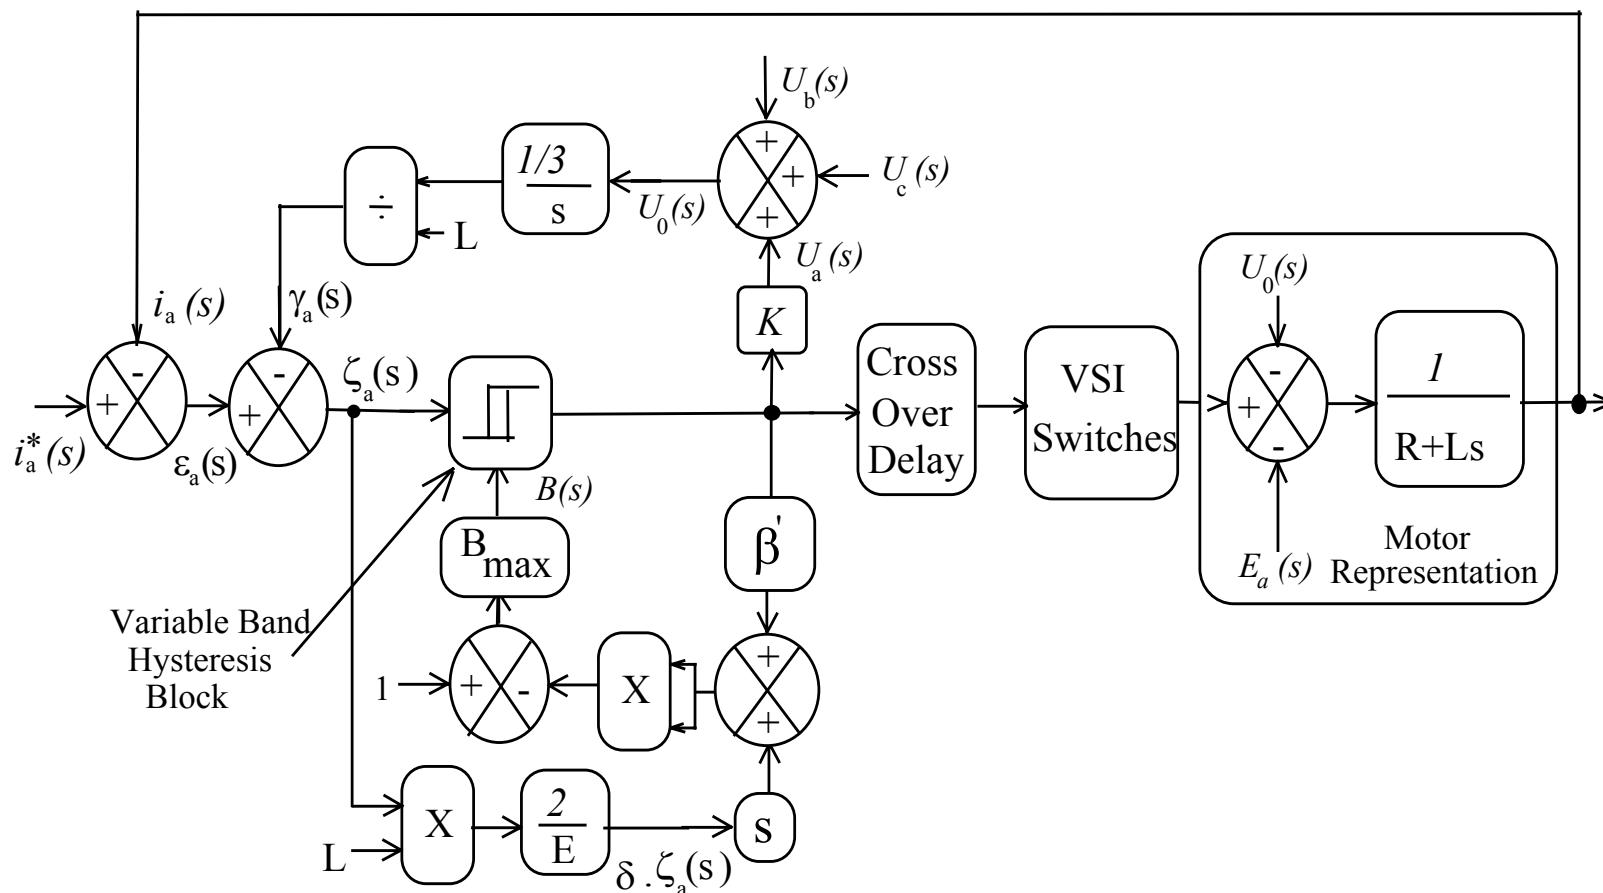 U_b(s)
+
1/3
s
U_0(s)
+
+
U_c(s)
÷
L
U_a(s)
U_0(s)
i_a(s)
γ_a(s)
K
-
+
-
+
ζ_a(s)
Cross
Over
Delay
VSI
Switches
-
+
-
1
R+Ls
i_a^*(s)
ε_a(s)
B(s)
B_max
β'
E_a(s)
Motor
Representation
Variable Band
Hysteresis
Block
1
+
-
X
+
+
X
L
2
E
δ.ζ_a(s)
s